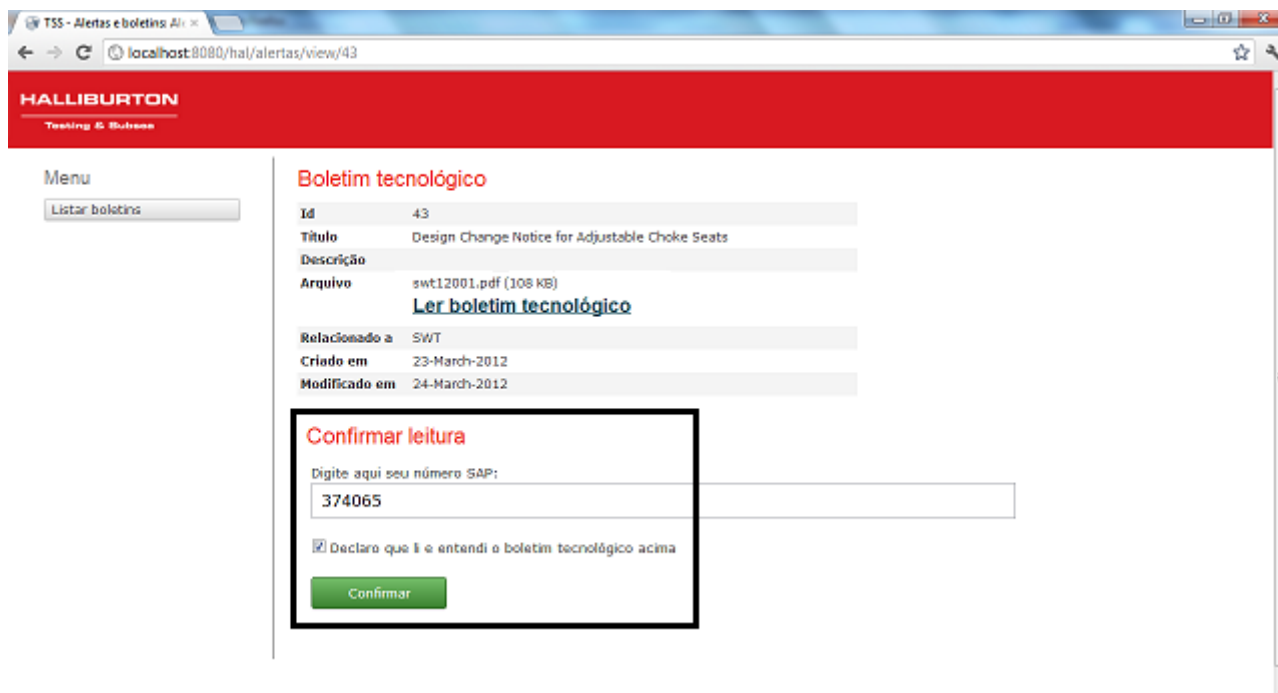 TSS - Alertas e boletins: Ale
localhost:8080/hal/alertas/view/43
HALLIBURTON
Testing & Subsea
Menu
Listar boletins
Boletim tecnológico
Id 43
Título Design Change Notice for Adjustable Choke Seats
Descrição
Arquivo swt12001.pdf (108 KB)
Ler boletim tecnológico
Relacionado a SWT
Criado em 23-March-2012
Modificado em 24-March-2012
Confirmar leitura
Digite aqui seu número SAP:
374065
Declaro que li e entendi o boletim tecnológico acima
Confirmar